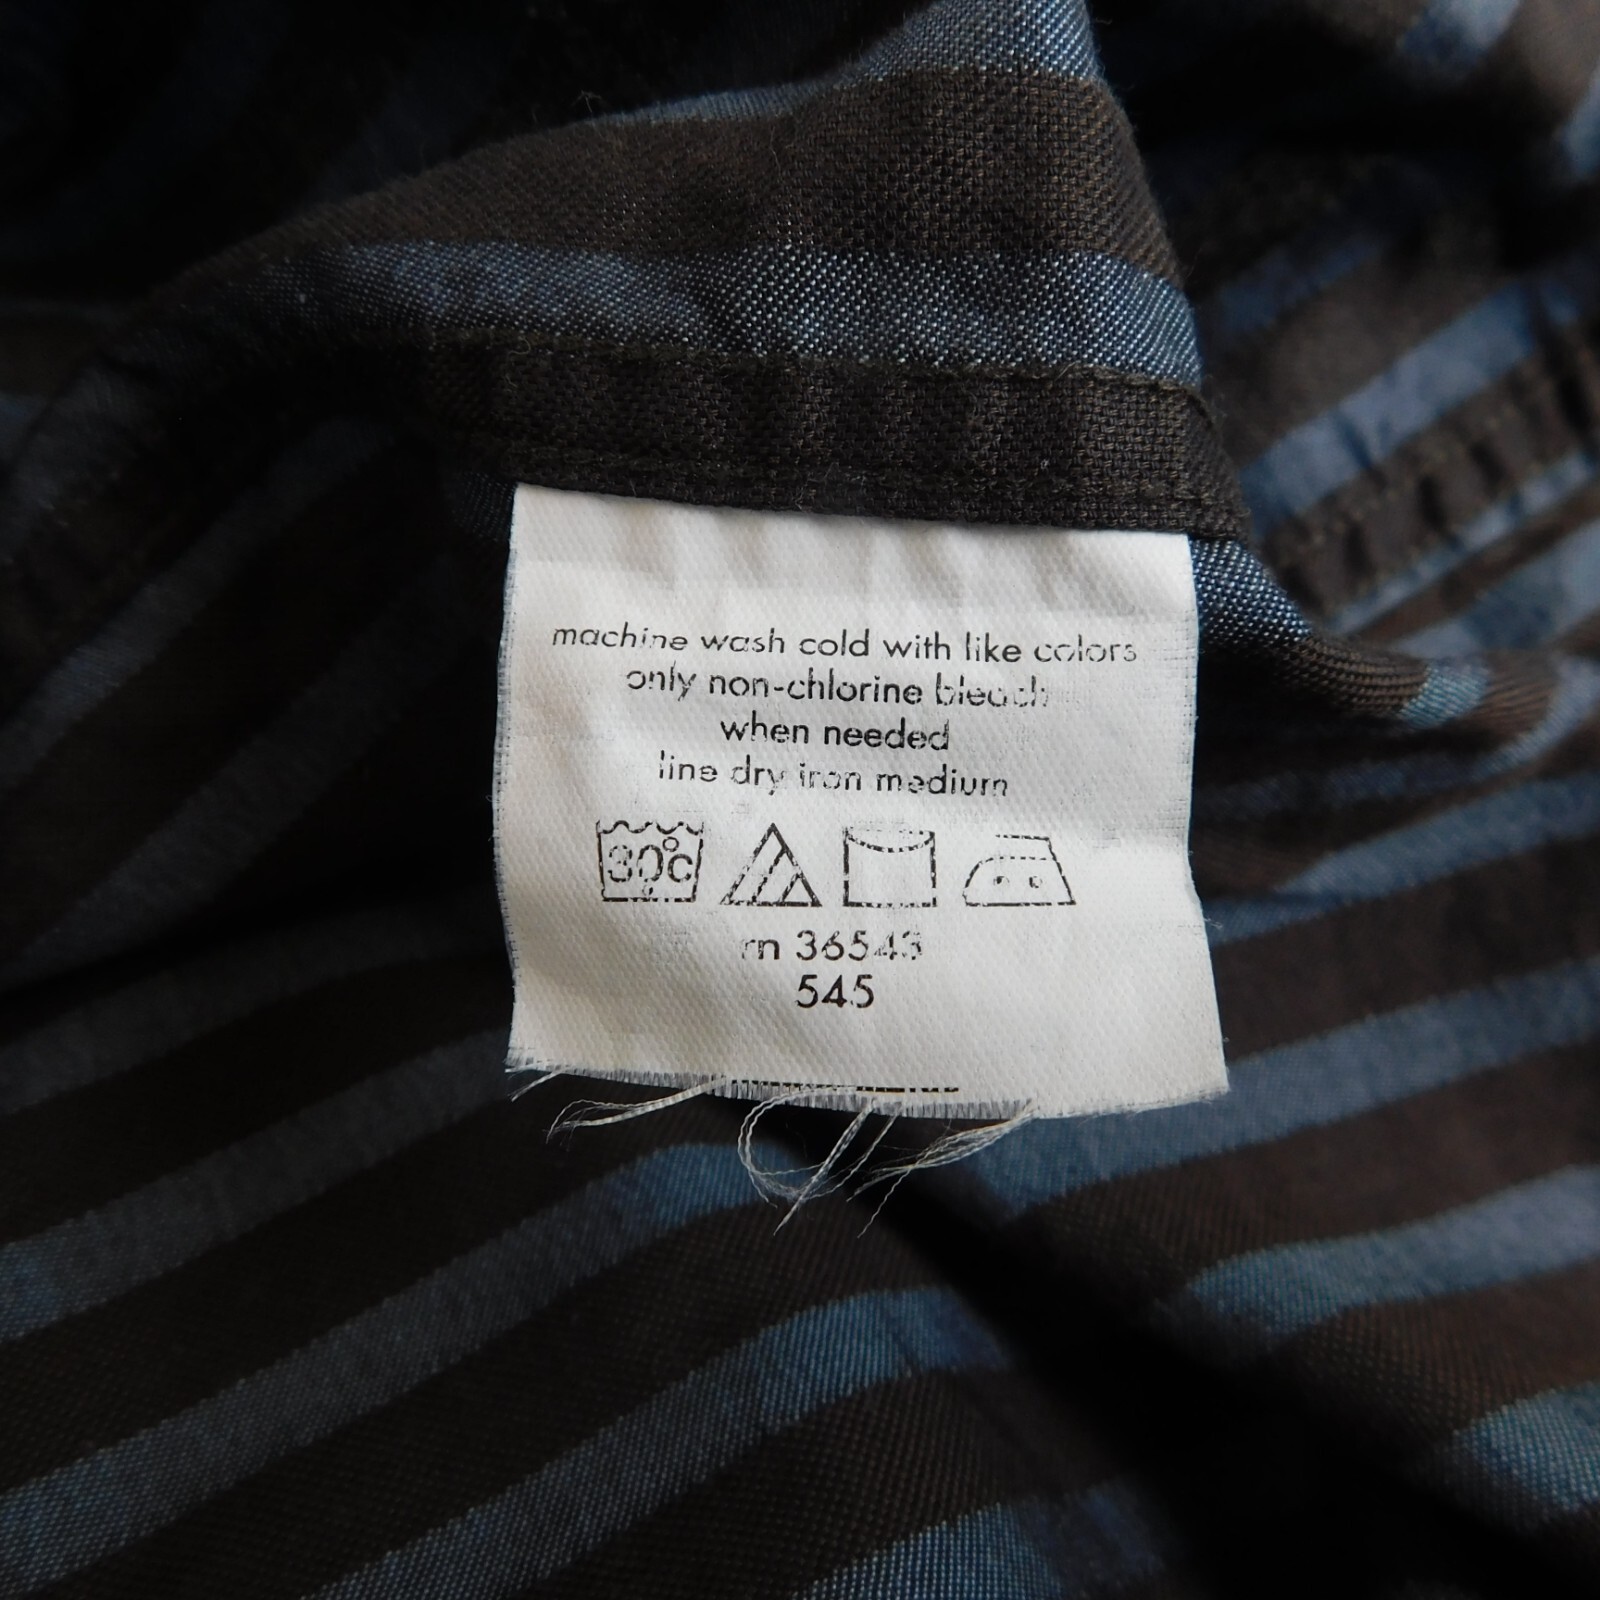 machine wash cold with like colors
only non-chlorine bleach
when needed
line dry iron medium
30°c
rn 36543
545